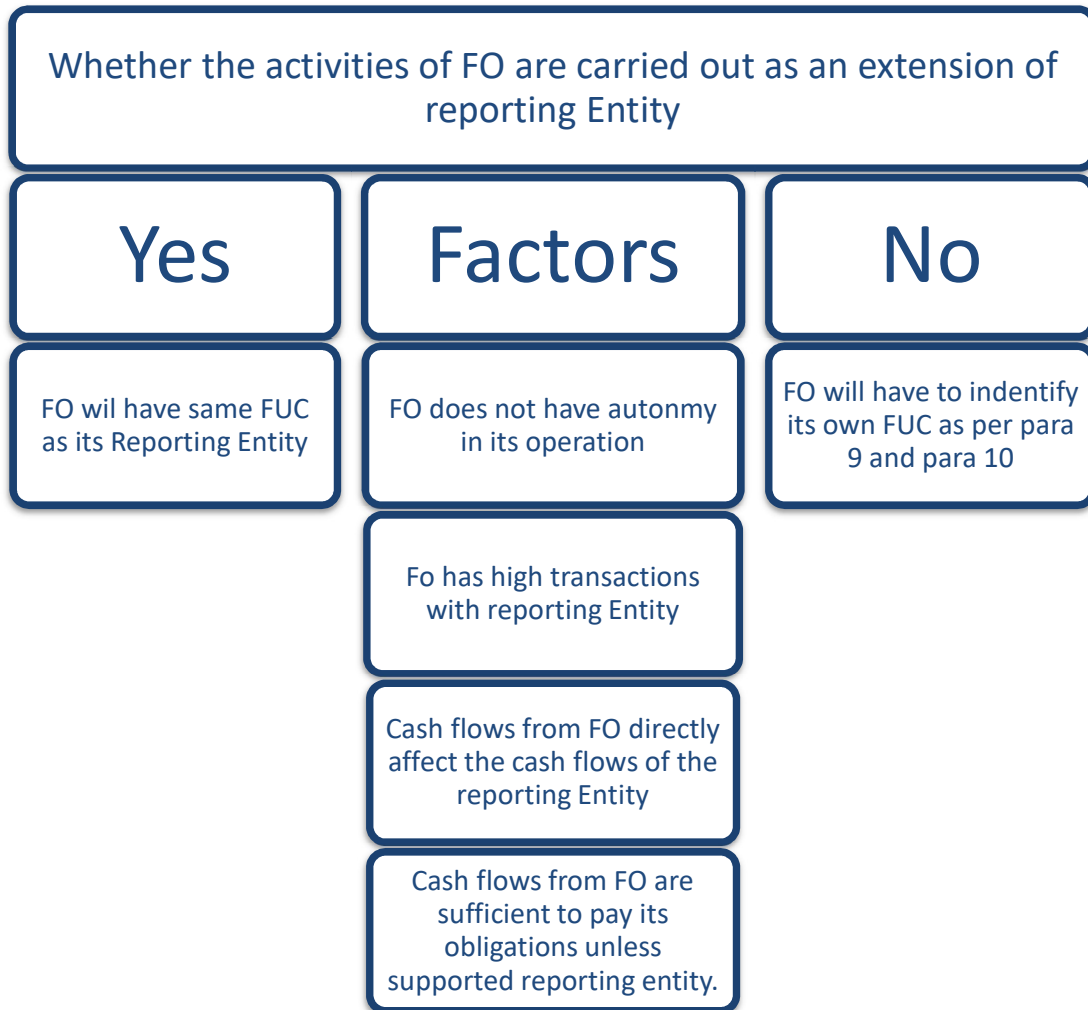 Whether the activities of FO are carried out as an extension of
reporting Entity
Yes
Factors
No
FO wil have same FUC
as its Reporting Entity
FO does not have autonmy
in its operation
FO will have to indentify
its own FUC as per para
9 and para 10
Fo has high transactions
with reporting Entity
Cash flows from FO directly
affect the cash flows of the
reporting Entity
Cash flows from FO are
sufficient to pay its
obligations unless
supported reporting entity.